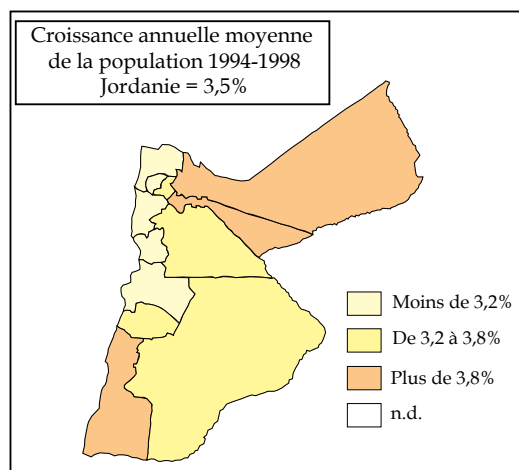 Croissance annuelle moyenne
de la population 1994-1998
Jordanie = 3,5%
Moins de 3,2%
De 3,2 à 3,8%
Plus de 3,8%
n.d.